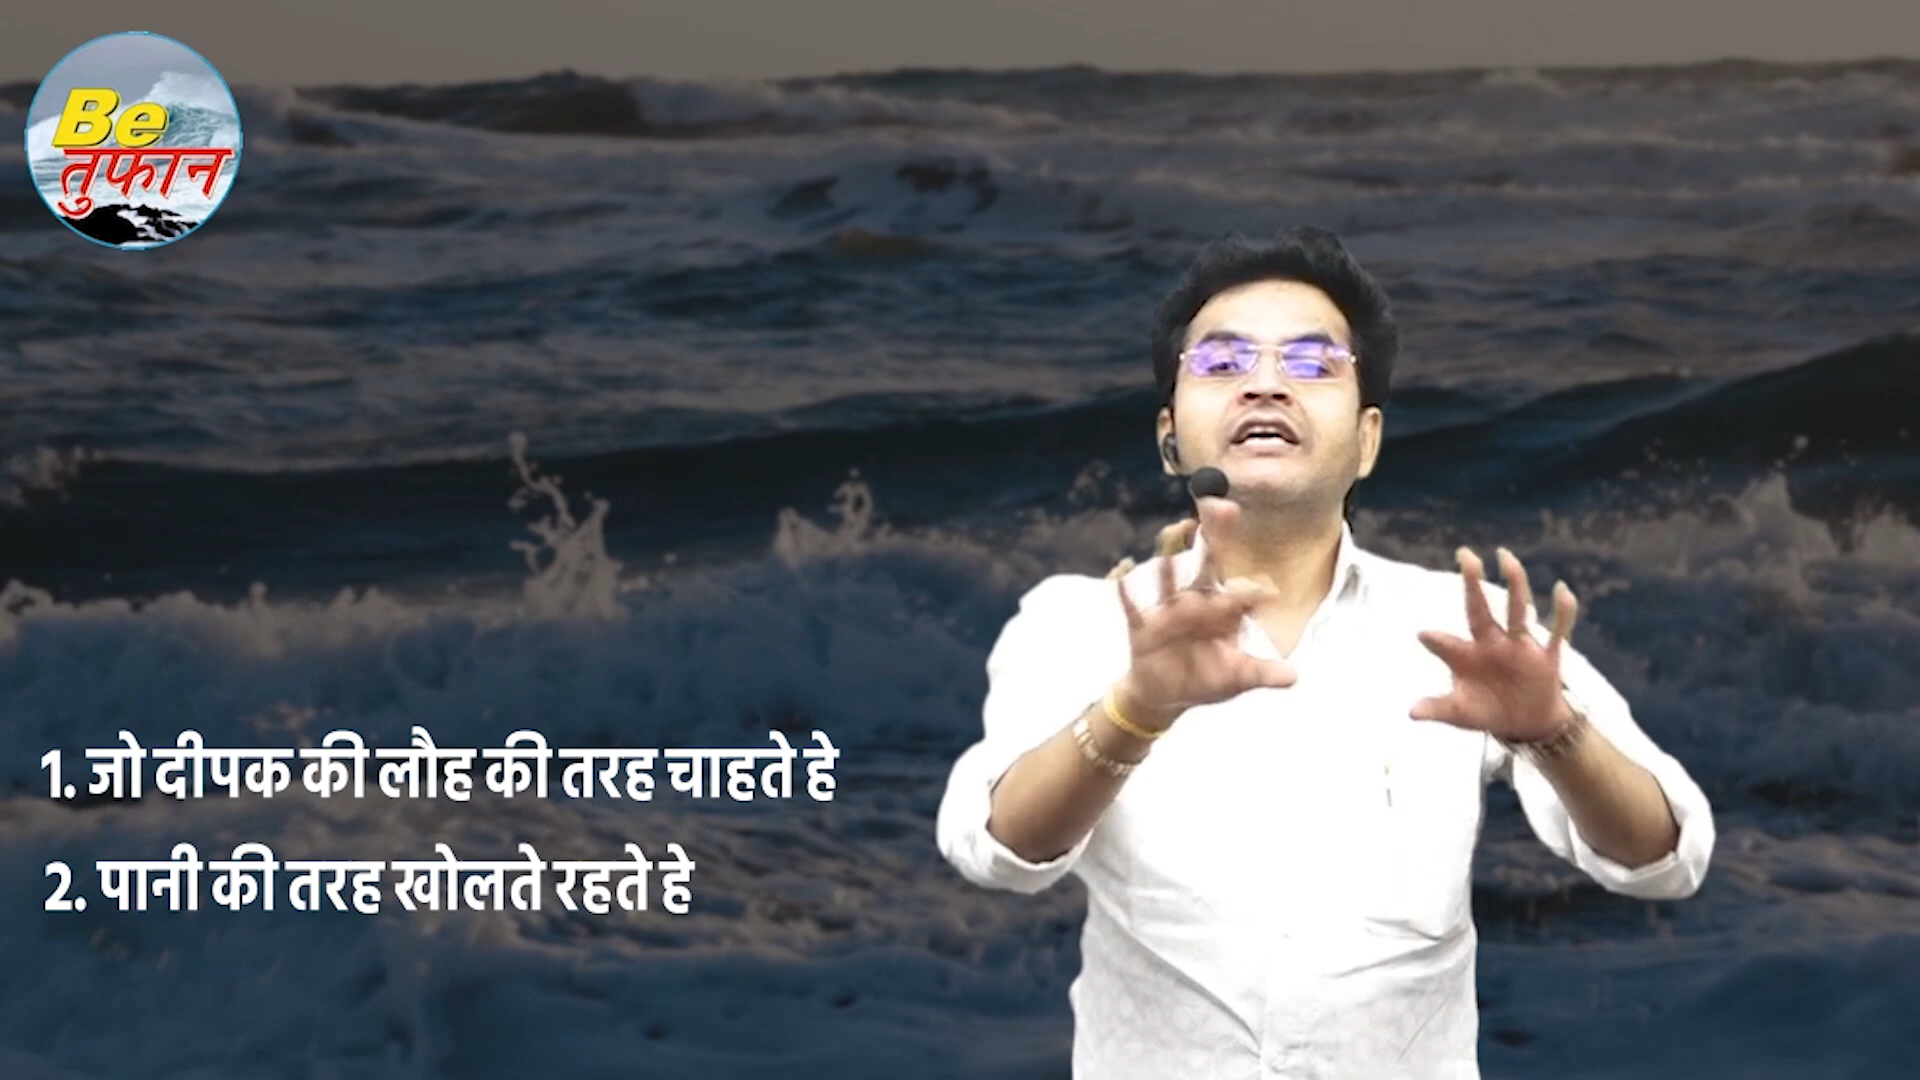 Be
तुफान
1. जो दीपक की लौह की तरह चाहते हे
2. पानी की तरह खोलते रहते हे